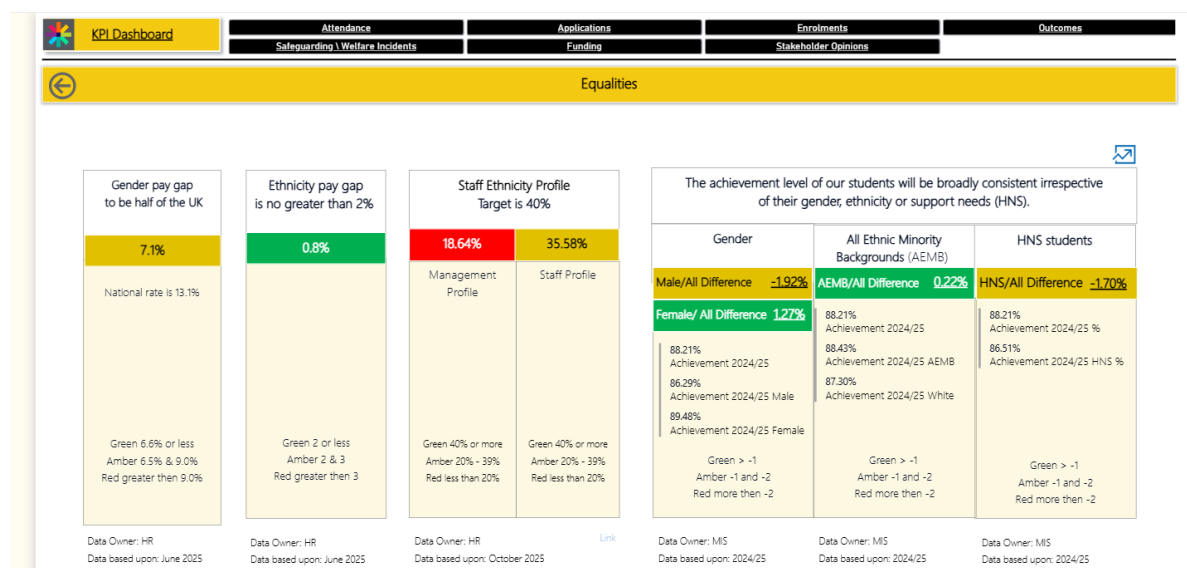 KPI Dashboard
Attendance
Applications
Enrolments
Outcomes
Safeguarding \ Welfare Incidents
Funding
Stakeholder Opinions
Equalities
Gender pay gap
to be half of the UK
7.1%
National rate is 13.1%
Green 6.6% or less
Amber 6.5% & 9.0%
Red greater then 9.0%
Data Owner: HR
Data based upon: June 2025
Ethnicity pay gap
is no greater than 2%
0.8%
Green 2 or less
Amber 2 & 3
Red greater then 3
Data Owner: HR
Data based upon: June 2025
Staff Ethnicity Profile
Target is 40%
18.64%
35.58%
Management
Profile
Staff Profile
Green 40% or more
Amber 20% - 39%
Red less than 20%
Green 40% or more
Amber 20% - 39%
Red less than 20%
Data Owner: HR
Link
Data based upon: October 2025
The achievement level of our students will be broadly consistent irrespective
of their gender, ethnicity or support needs (HNS).
Gender
Male/All Difference -1.92%
Female/ All Difference 1.27%
88.21%
Achievement 2024/25
86.29%
Achievement 2024/25 Male
89.48%
Achievement 2024/25 Female
Green > -1
Amber -1 and -2
Red more then -2
Data Owner: MIS
Data based upon: 2024/25
All Ethnic Minority
Backgrounds (AEMB)
AEMB/All Difference 0.22%
88.21%
Achievement 2024/25
88.43%
Achievement 2024/25 AEMB
87.30%
Achievement 2024/25 White
Green > -1
Amber -1 and -2
Red more then -2
Data Owner: MIS
Data based upon: 2024/25
HNS students
HNS/All Difference -1.70%
88.21%
Achievement 2024/25 %
86.51%
Achievement 2024/25 HNS %
Green > -1
Amber -1 and -2
Red more then -2
Data Owner: MIS
Data based upon: 2024/25